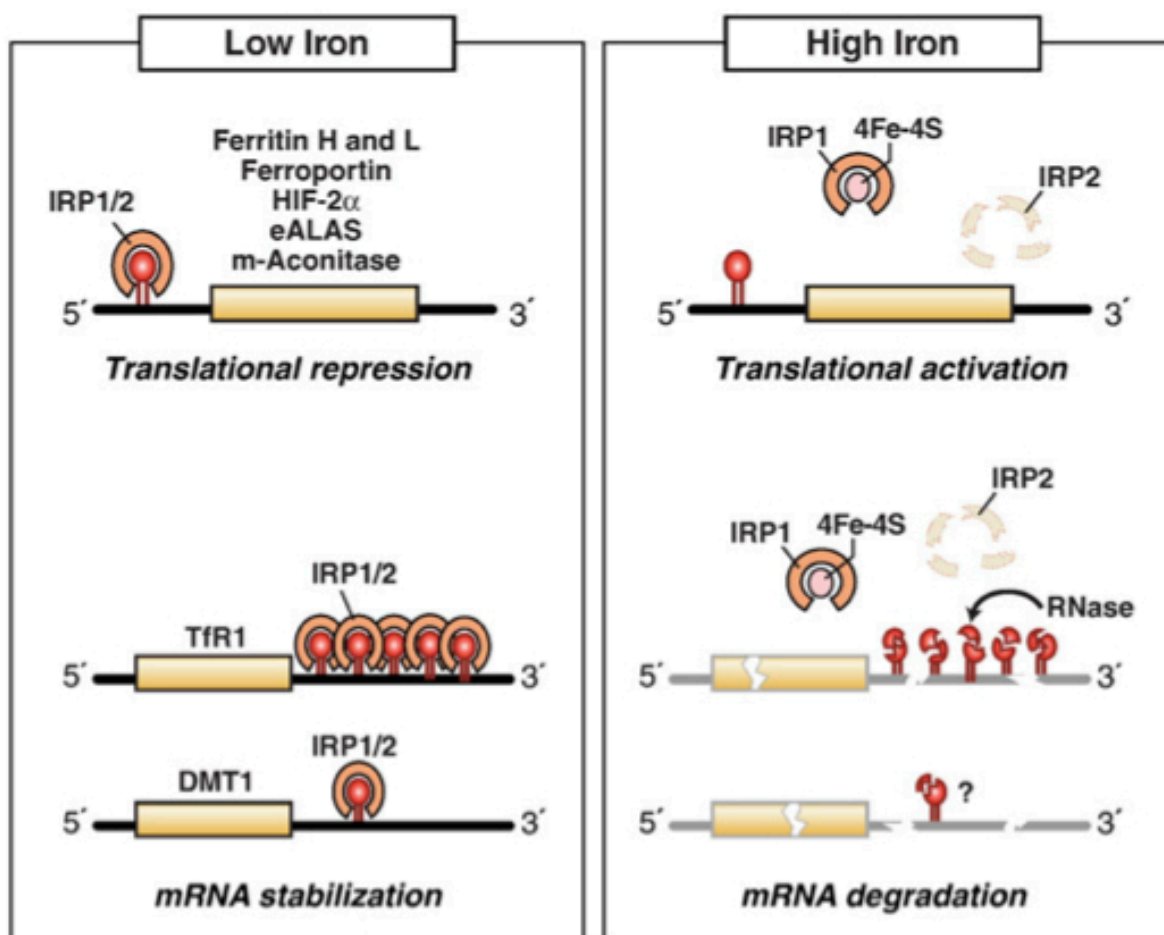 Low Iron
Ferritin H and L
Ferroportin
HIF-2α
eALAS
m-Aconitase
IRP1/2
5´
3´
Translational repression
IRP1/2
TfR1
5´
3´
IRP1/2
DMT1
5´
3´
mRNA stabilization
High Iron
IRP1
4Fe-4S
IRP2
5´
3´
Translational activation
IRP2
IRP1
4Fe-4S
RNase
5´
3´
?
5´
3´
mRNA degradation